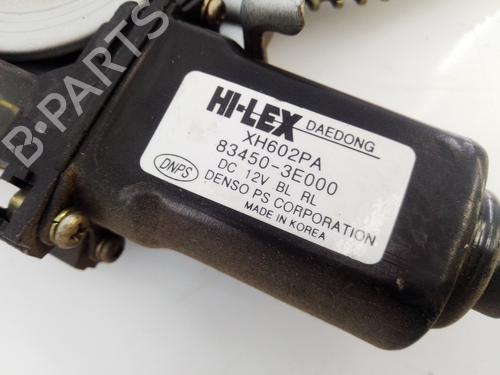 HI-LEX DAEDONG
XH602PA
83450-3E000
DC 12V BL RL
DNPS DENSO PS CORPORATION
MADE IN KOREA
B-PARTS